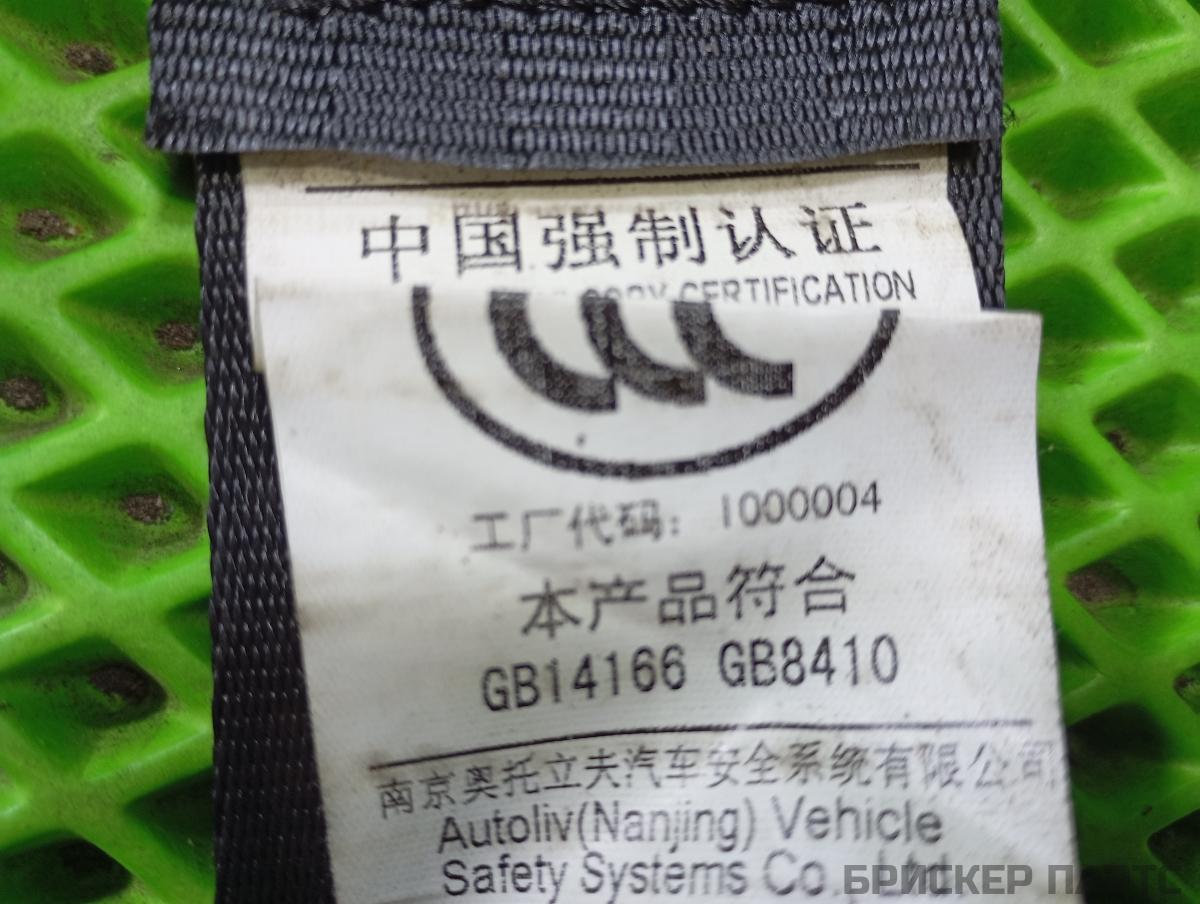 中国强制认证
CERTIFICATION
工厂代码: 1000004
本产品符合
GB14166 GB8410
南京奥托立夫汽车安全系统有限公司
Autoliv(Nanjing) Vehicle
Safety Systems Co.,Ltd
БРИСКЕР ПАРТС